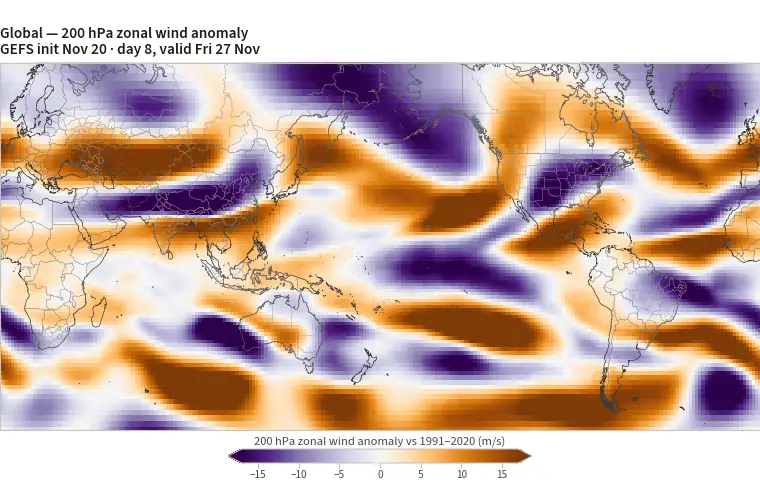 Global — 200 hPa zonal wind anomaly
GEFS init Nov 20 · day 8, valid Fri 27 Nov
200 hPa zonal wind anomaly vs 1991–2020 (m/s)
−15 −10 −5 0 5 10 15